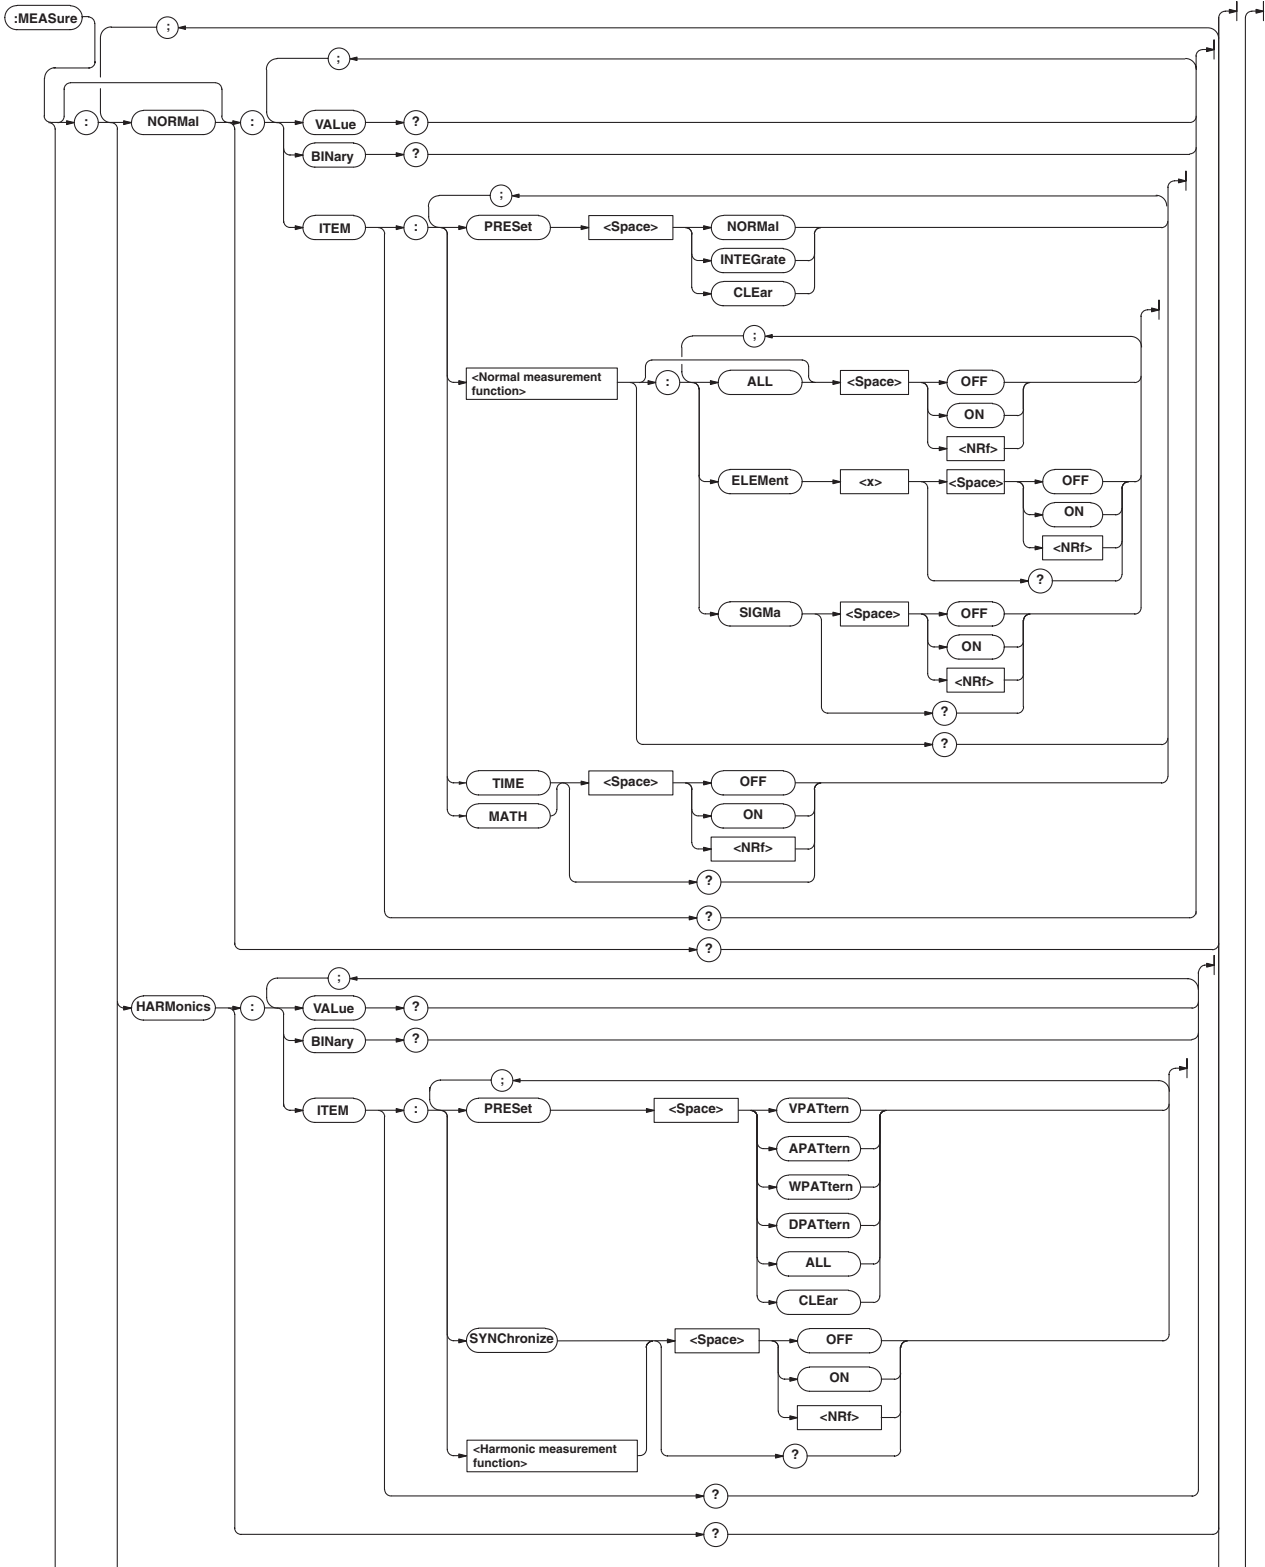 :MEASure
;
;
: NORMal : VALue ?
BINary ?
;
ITEM : PRESet <Space> NORMal
INTEGrate
CLEar
;
<Normal measurement
function>
: ALL <Space> OFF
ON
<NRf>
ELEMent <x> <Space> OFF
ON
<NRf>
?
SIGMa <Space> OFF
ON
<NRf>
?
?
TIME <Space> OFF
MATH ON
<NRf>
?
?
?
;
HARMonics : VALue ?
BINary ?
;
ITEM : PRESet <Space> VPATtern
APATtern
WPATtern
DPATtern
ALL
CLEar
SYNChronize <Space> OFF
ON
<NRf>
<Harmonic measurement
function>
?
?
?